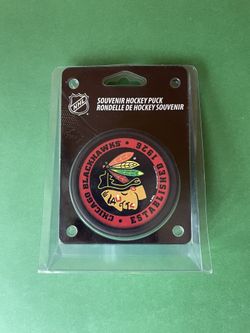 NHL
SOUVENIR HOCKEY PUCK
RONDELLE DE HOCKEY SOUVENIR
CHICAGO BLACKHAWKS • ESTABLISHED 1926 •